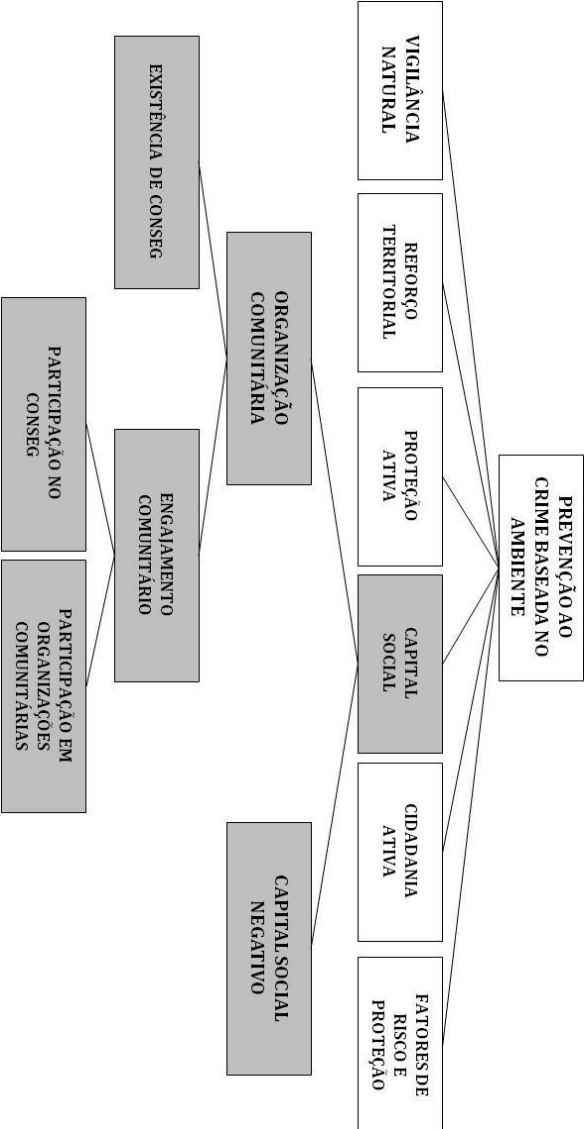 PREVENÇÃO AO
CRIME BASEADA NO
AMBIENTE
VIGILÂNCIA
NATURAL
REFORÇO
TERRITORIAL
PROTEÇÃO
ATIVA
CAPITAL
SOCIAL
CIDADANIA
ATIVA
FATORES DE
RISCO E
PROTEÇÃO
ORGANIZAÇÃO
COMUNITÁRIA
CAPITAL SOCIAL
NEGATIVO
EXISTÊNCIA DE CONSEG
ENGAJAMENTO
COMUNITÁRIO
PARTICIPAÇÃO NO
CONSEG
PARTICIPAÇÃO EM
ORGANIZAÇÕES
COMUNITÁRIAS